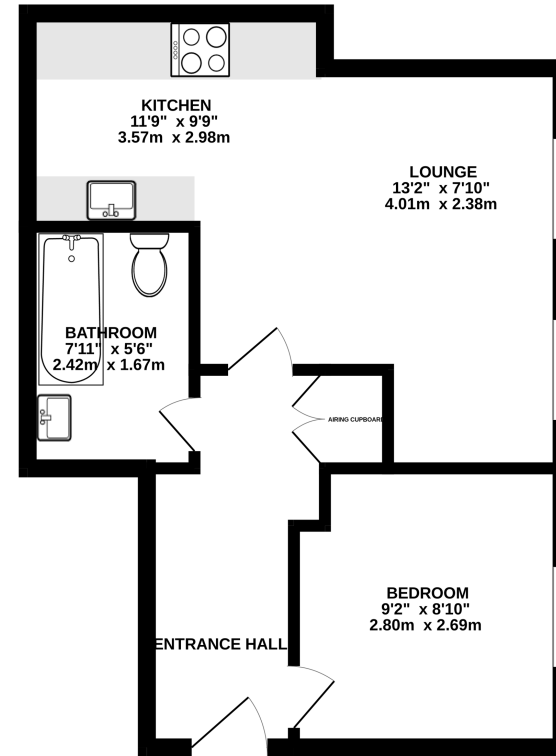 KITCHEN
11'9" x 9'9"
3.57m x 2.98m
LOUNGE
13'2" x 7'10"
4.01m x 2.38m
BATHROOM
7'11" x 5'6"
2.42m x 1.67m
AIRING CUPBOARD
BEDROOM
9'2" x 8'10"
2.80m x 2.69m
ENTRANCE HALL